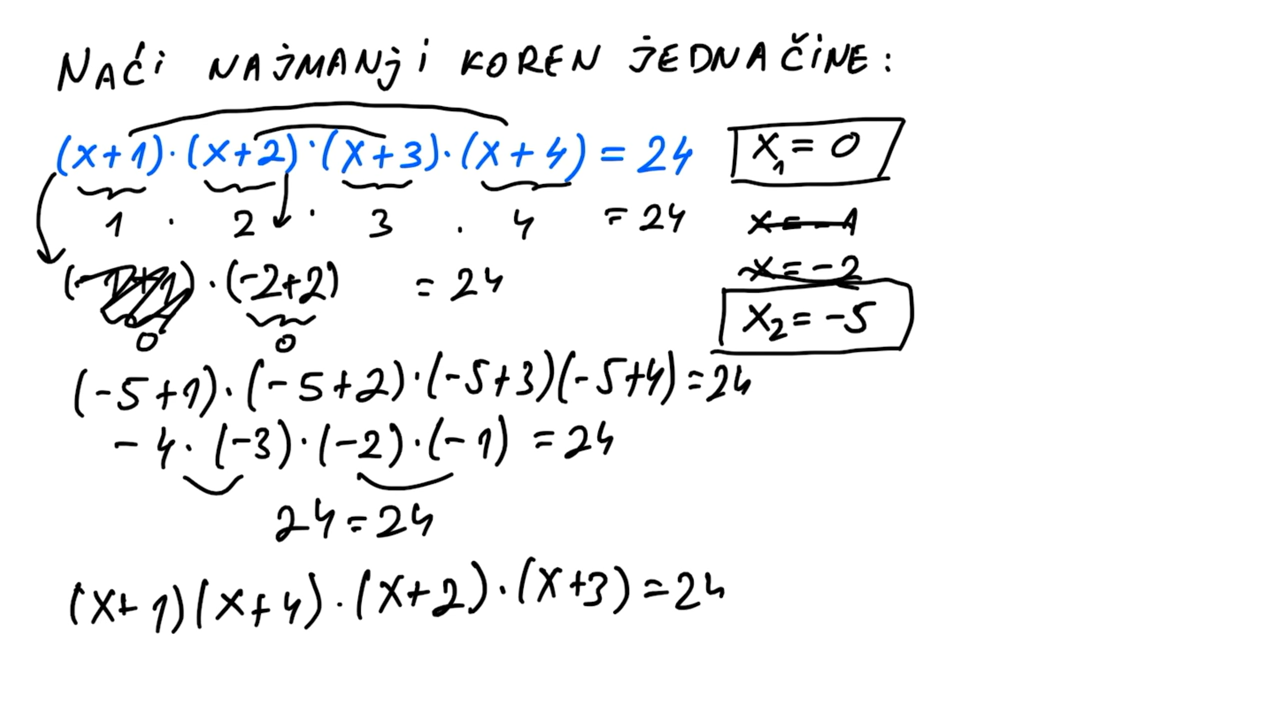 NAĆI NAJMANJI KOREN JEDNAČINE:
(x+1)·(x+2)·(x+3)·(x+4)=24
x₁=0
1 · 2 · 3 · 4 = 24
x=-1
(-1+1)·(-2+2) = 24
x=-2
0 0
x₂=-5
(-5+1)·(-5+2)·(-5+3)(-5+4)=24
-4·(-3)·(-2)·(-1)=24
24=24
(x+1)(x+4)·(x+2)·(x+3)=24